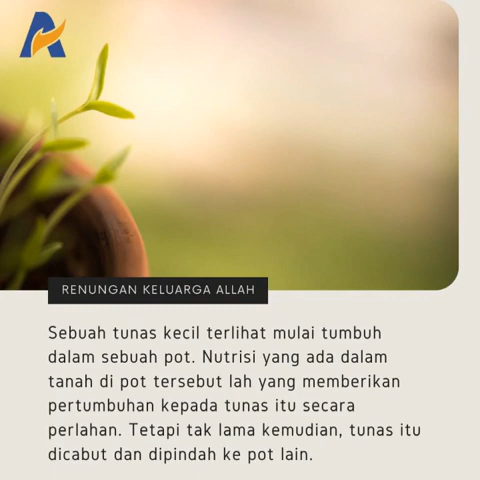 RENUNGAN KELUARGA ALLAH
Sebuah tunas kecil terlihat mulai tumbuh
dalam sebuah pot. Nutrisi yang ada dalam
tanah di pot tersebut lah yang memberikan
pertumbuhan kepada tunas itu secara
perlahan. Tetapi tak lama kemudian, tunas itu
dicabut dan dipindah ke pot lain.